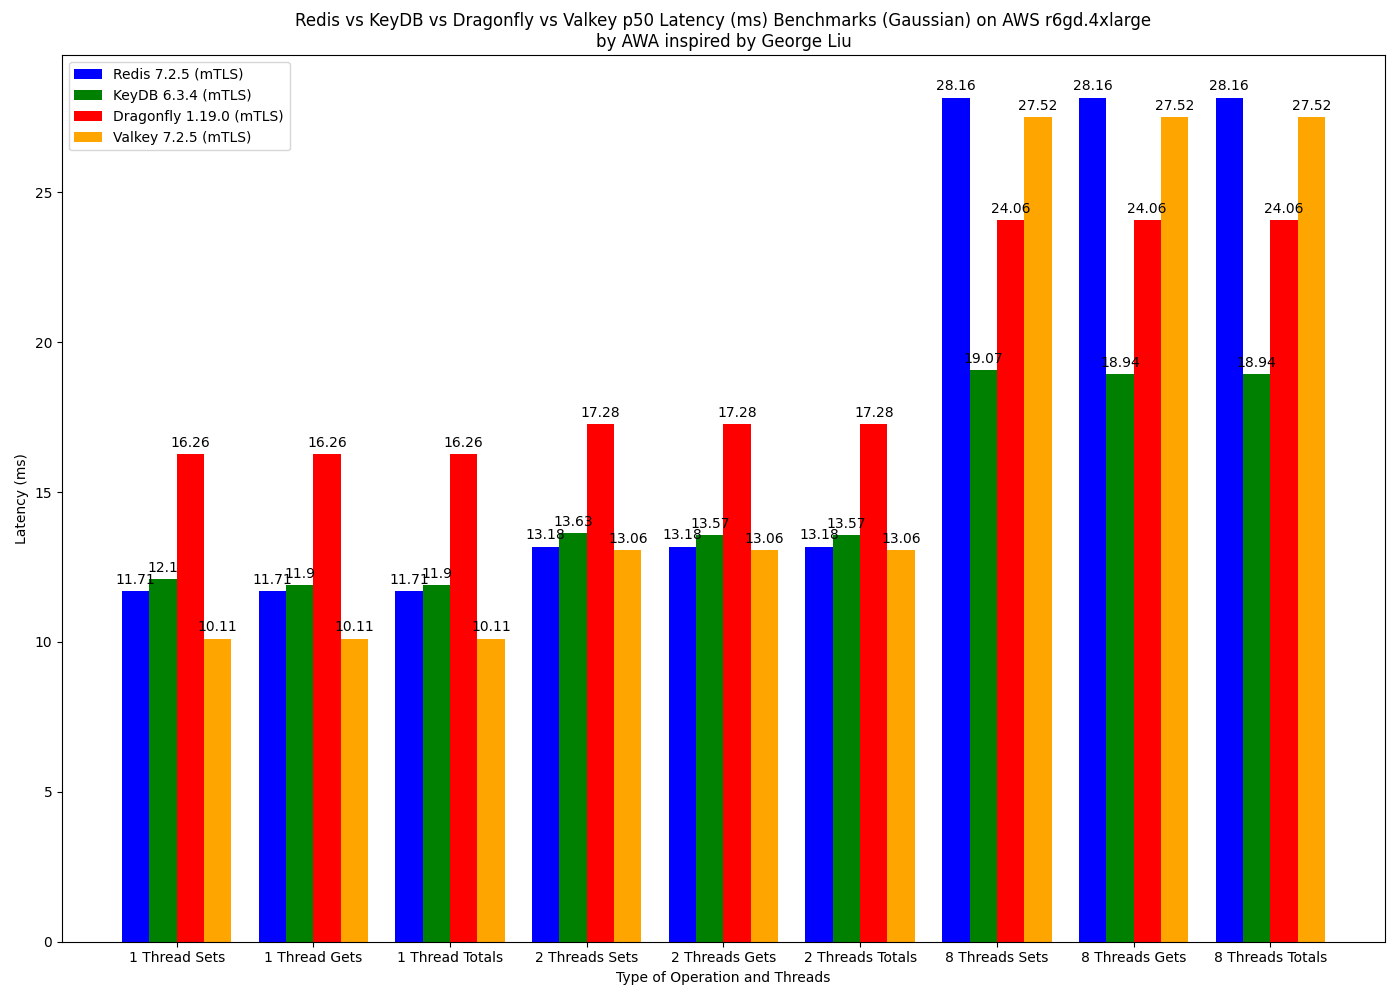 Redis vs KeyDB vs Dragonfly vs Valkey p50 Latency (ms) Benchmarks (Gaussian) on AWS r6gd.4xlarge
by AWA inspired by George Liu
Redis 7.2.5 (mTLS)
KeyDB 6.3.4 (mTLS)
Dragonfly 1.19.0 (mTLS)
Valkey 7.2.5 (mTLS)
Latency (ms)
25
20
15
10
5
0
11.71
12.1
16.26
10.11
11.71
11.9
16.26
10.11
11.71
11.9
16.26
10.11
13.18
13.63
17.28
13.06
13.18
13.57
17.28
13.06
13.18
13.57
17.28
13.06
28.16
19.07
24.06
27.52
28.16
18.94
24.06
27.52
28.16
18.94
24.06
27.52
1 Thread Sets
1 Thread Gets
1 Thread Totals
2 Threads Sets
2 Threads Gets
2 Threads Totals
8 Threads Sets
8 Threads Gets
8 Threads Totals
Type of Operation and Threads